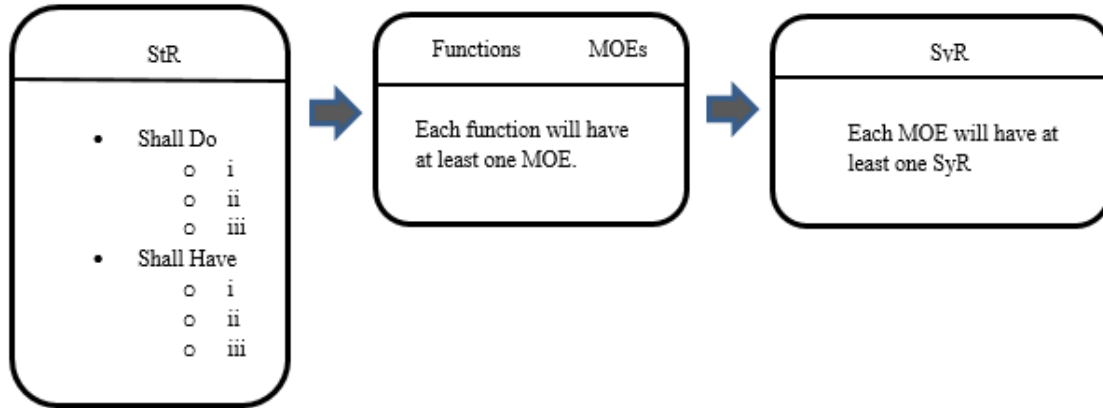 StR
• Shall Do
o i
o ii
o iii
• Shall Have
o i
o ii
o iii
Functions MOEs
Each function will have
at least one MOE.
SyR
Each MOE will have at
least one SyR